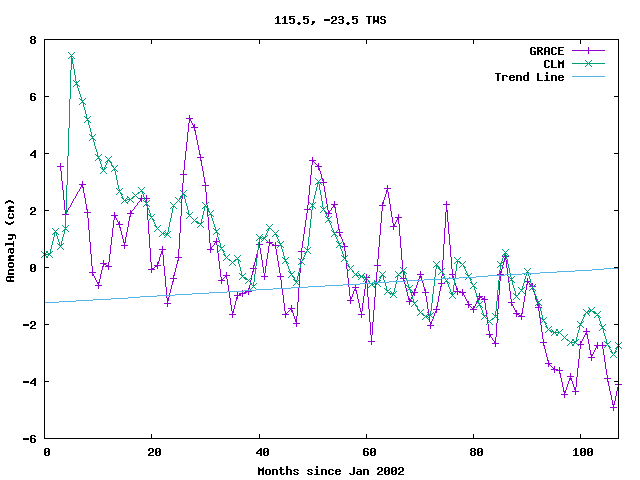 115.5, -23.5 TWS
GRACE
CLM
Trend Line
8
6
4
2
0
-2
-4
-6
Anomaly (cm)
0 20 40 60 80 100
Months since Jan 2002